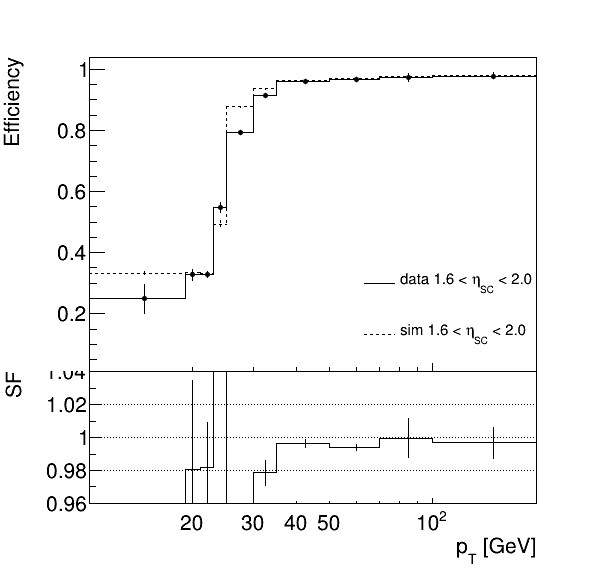 Efficiency
1
0.8
0.6
0.4
0.2
data 1.6 < η_SC < 2.0
sim 1.6 < η_SC < 2.0
SF
1.04
1.02
1
0.98
0.96
20 30 40 50 10²
p_T [GeV]